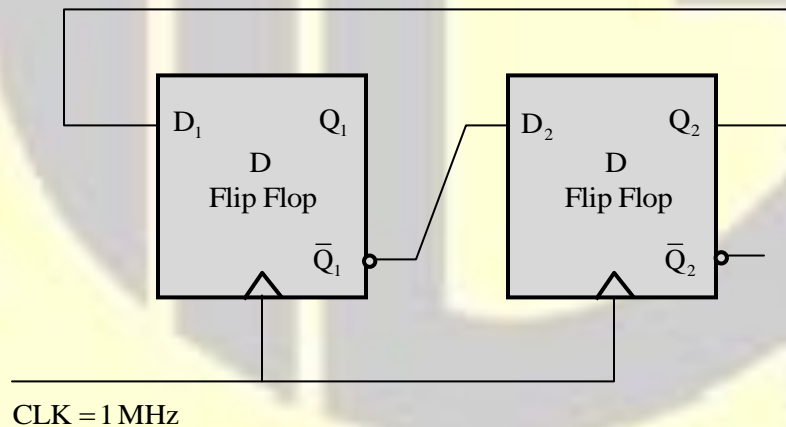 D₁ Q₁
D
Flip Flop
Q̅₁
D₂ Q₂
D
Flip Flop
Q̅₂
CLK = 1 MHz